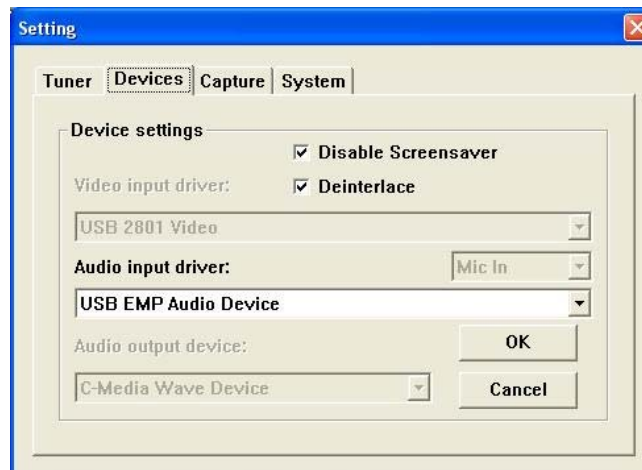 Setting
Tuner Devices Capture System
Device settings
Disable Screensaver
Video input driver: Deinterlace
USB 2801 Video
Audio input driver: Mic In
USB EMP Audio Device
Audio output device: OK
C-Media Wave Device Cancel